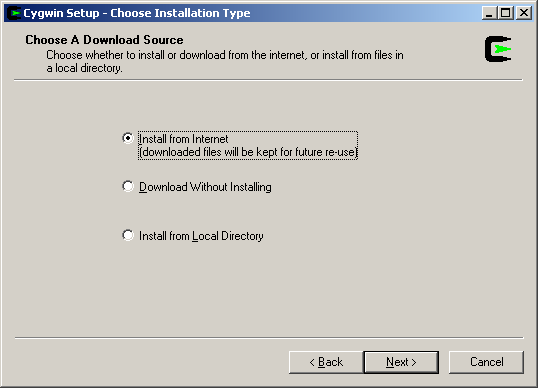 Cygwin Setup - Choose Installation Type
Choose A Download Source
Choose whether to install or download from the internet, or install from files in
a local directory.
Install from Internet
(downloaded files will be kept for future re-use)
Download Without Installing
Install from Local Directory
< Back
Next >
Cancel